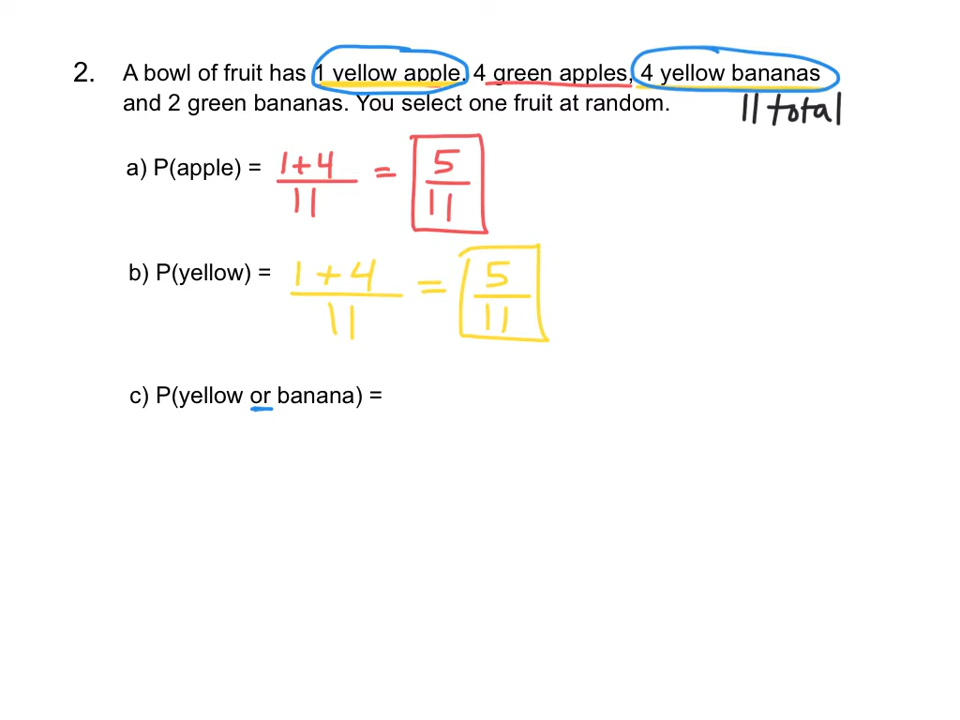 2. A bowl of fruit has 1 yellow apple, 4 green apples, 4 yellow bananas
and 2 green bananas. You select one fruit at random. 11 total
a) P(apple) = 1+4/11 = 5/11
b) P(yellow) = 1+4/11 = 5/11
c) P(yellow or banana) =